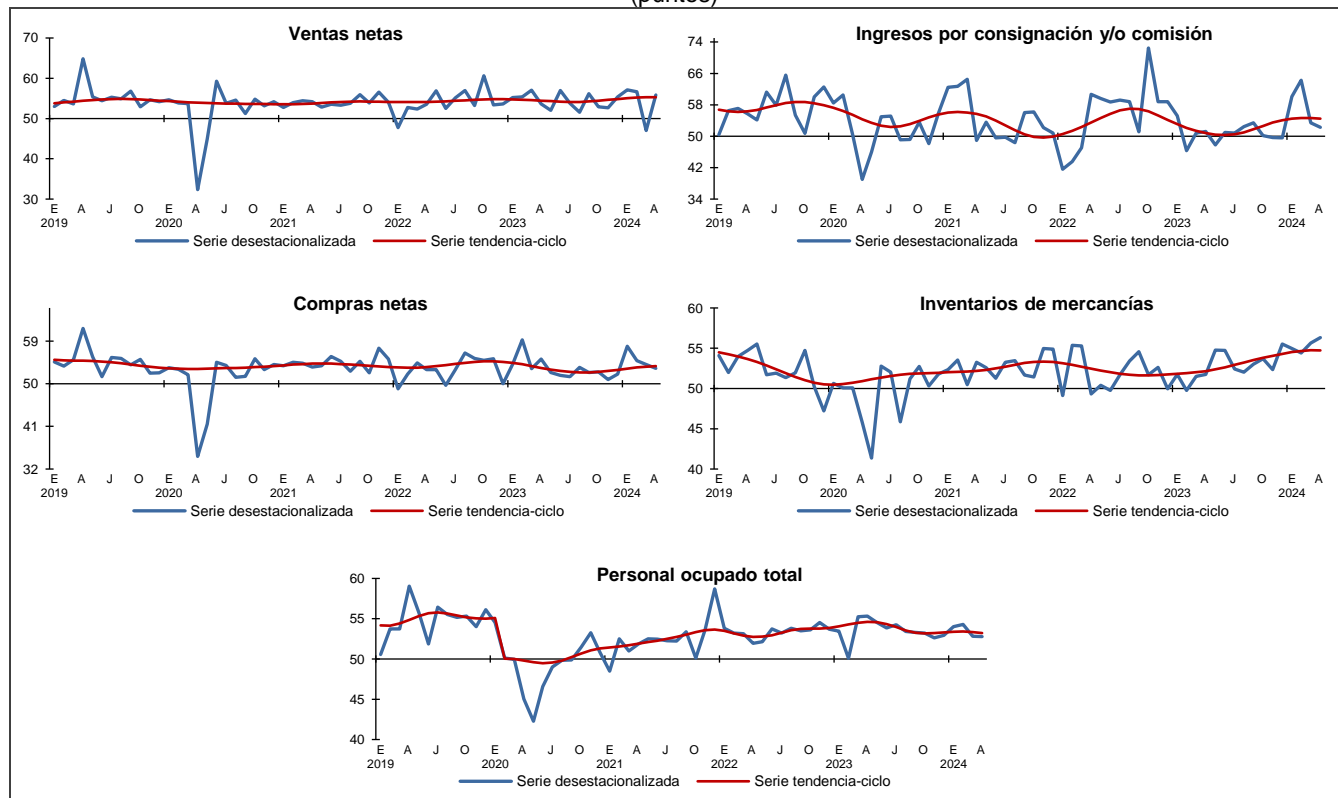 (puntos)
Ventas netas
70
60
50
40
30
E A J O E A J O E A J O E A J O E A J O E A
2019 2020 2021 2022 2023 2024
Serie desestacionalizada Serie tendencia-ciclo
Ingresos por consignación y/o comisión
74
66
58
50
42
34
E A J O E A J O E A J O E A J O E A J O E A
2019 2020 2021 2022 2023 2024
Serie desestacionalizada Serie tendencia-ciclo
Compras netas
59
50
41
32
E A J O E A J O E A J O E A J O E A J O E A
2019 2020 2021 2022 2023 2024
Serie desestacionalizada Serie tendencia-ciclo
Inventarios de mercancías
60
55
50
45
40
E A J O E A J O E A J O E A J O E A J O E A
2019 2020 2021 2022 2023 2024
Serie desestacionalizada Serie tendencia-ciclo
Personal ocupado total
60
55
50
45
40
E A J O E A J O E A J O E A J O E A J O E A
2019 2020 2021 2022 2023 2024
Serie desestacionalizada Serie tendencia-ciclo